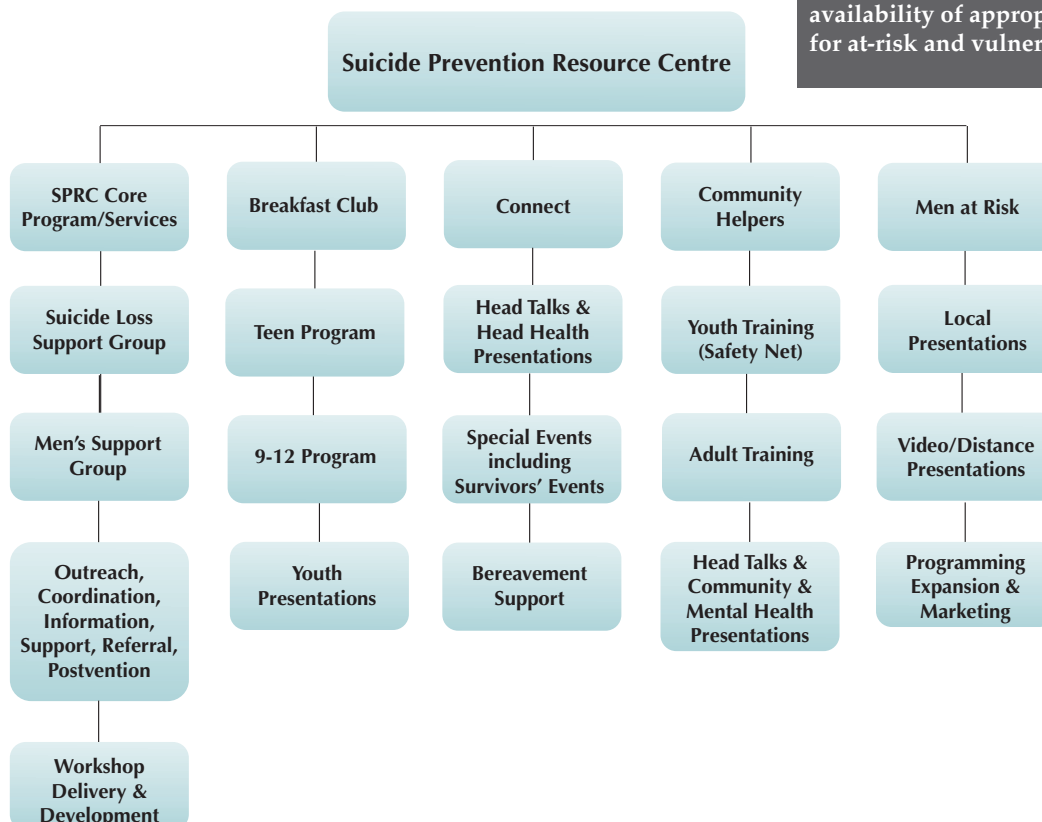 availability of
for at-risk and
Suicide Prevention Resource Centre
SPRC Core
Program/Services
Breakfast Club
Connect
Community
Helpers
Men at Risk
Suicide Loss
Support Group
Teen Program
Head Talks &
Head Health
Presentations
Youth Training
(Safety Net)
Local
Presentations
Men's Support
Group
9-12 Program
Special Events
including
Survivors' Events
Adult Training
Video/Distance
Presentations
Outreach,
Coordination,
Information,
Support, Referral,
Postvention
Youth
Presentations
Bereavement
Support
Head Talks &
Community &
Mental Health
Presentations
Programming
Expansion &
Marketing
Workshop
Delivery &
Development